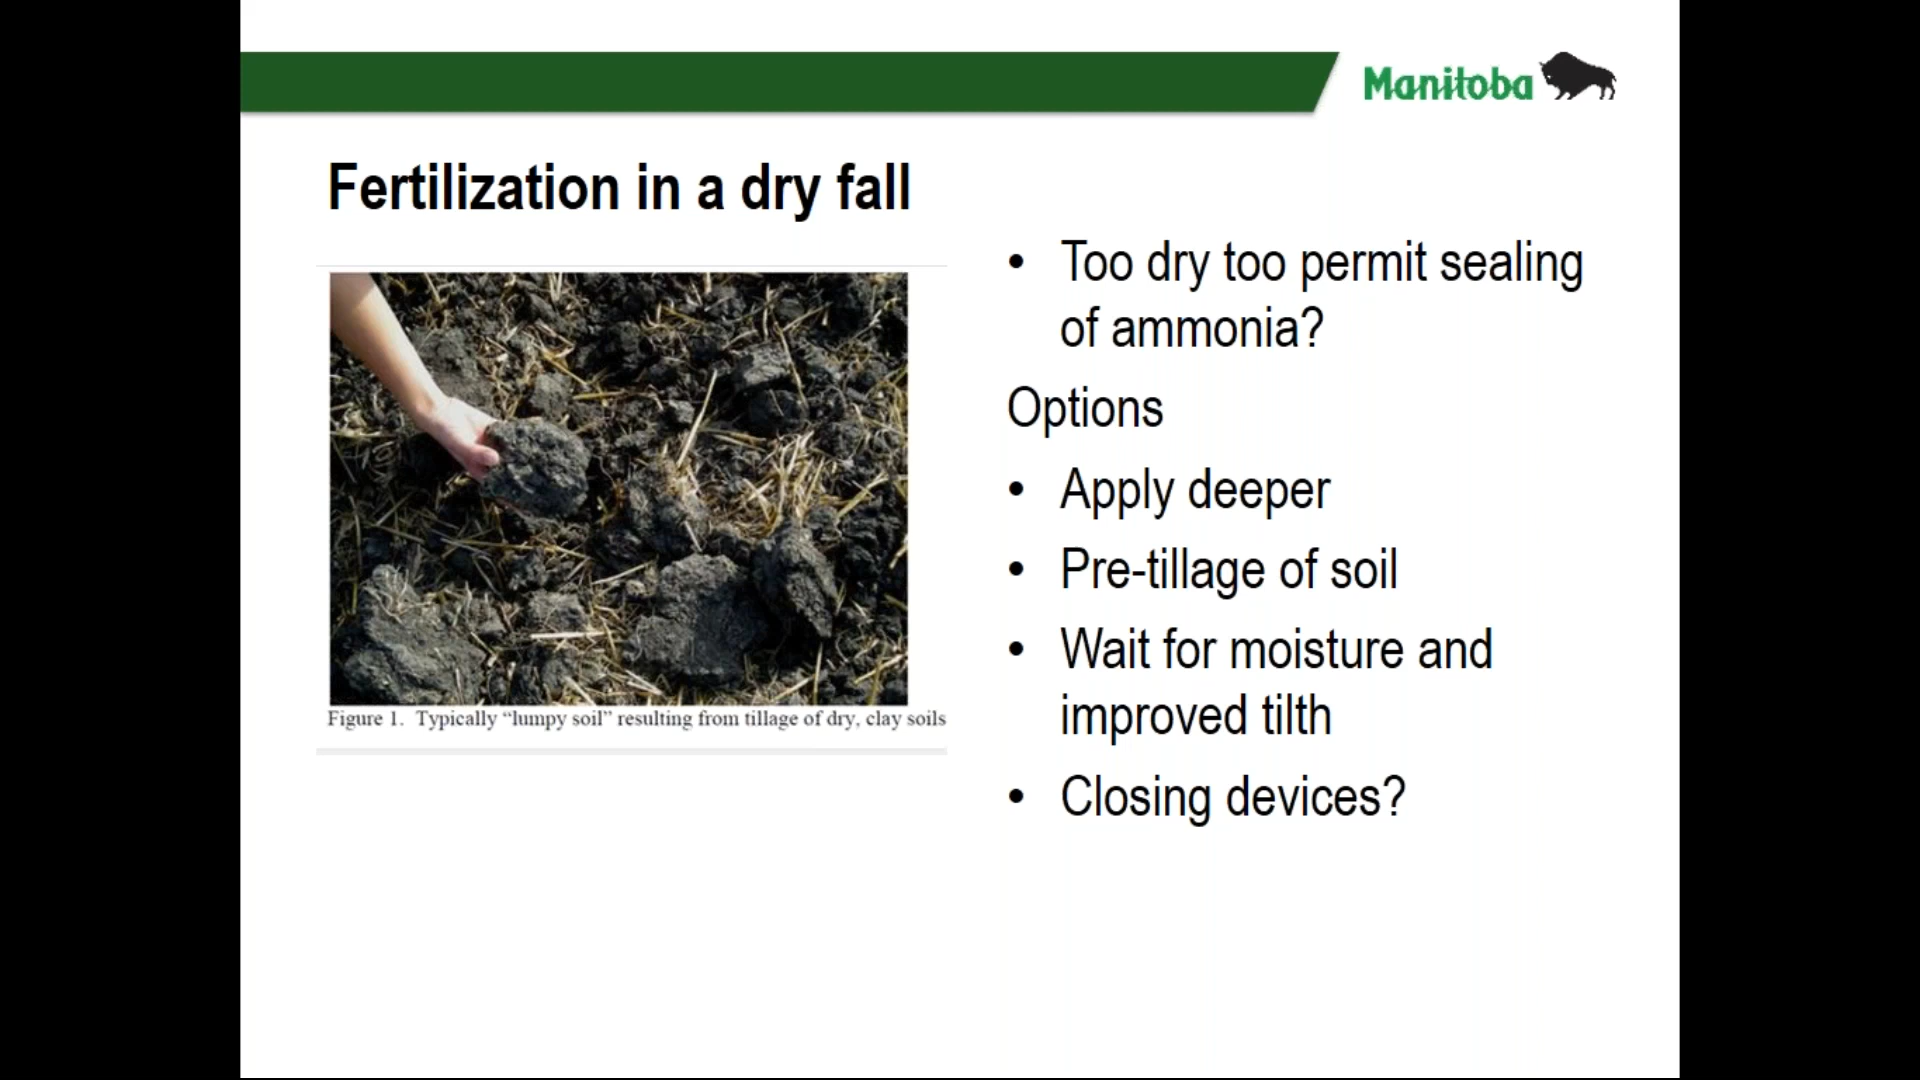 Manitoba
Fertilization in a dry fall
• Too dry too permit sealing
of ammonia?
Options
• Apply deeper
• Pre-tillage of soil
• Wait for moisture and
improved tilth
• Closing devices?
Figure 1. Typically “lumpy soil” resulting from tillage of dry, clay soils